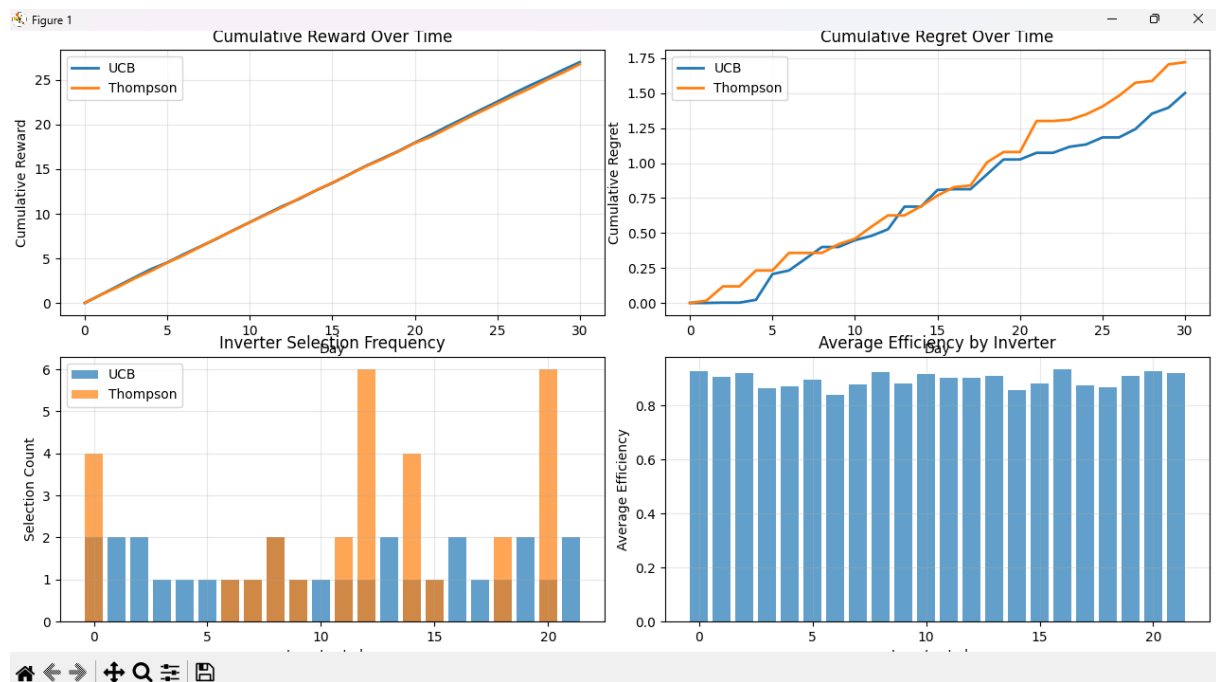 Figure 1
Cumulative Reward Over Time
UCB
Thompson
25
20
15
10
5
0
Cumulative Reward
0 5 10 15 20 25 30
Day
Cumulative Regret Over Time
UCB
Thompson
1.75
1.50
1.25
1.00
0.75
0.50
0.25
0.00
Cumulative Regret
0 5 10 15 20 25 30
Day
Inverter Selection Frequency
UCB
Thompson
6
5
4
3
2
1
0
Selection Count
0 5 10 15 20
Average Efficiency by Inverter
0.8
0.6
0.4
0.2
0.0
Average Efficiency
0 5 10 15 20